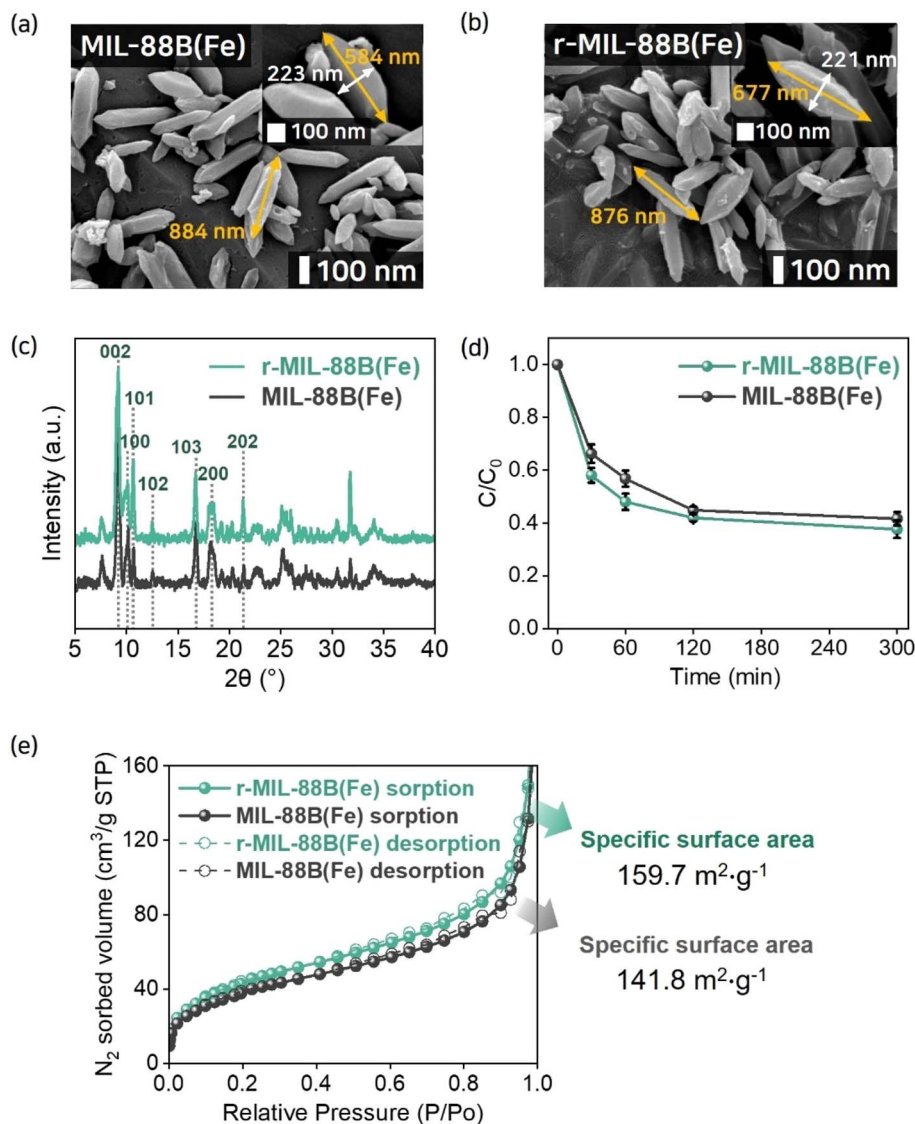 (a)
MIL-88B(Fe)
584 nm
223 nm
100 nm
884 nm
100 nm
(b)
r-MIL-88B(Fe)
221 nm
677 nm
100 nm
876 nm
100 nm
(c)
002
r-MIL-88B(Fe)
MIL-88B(Fe)
101
100
102
103
200
202
Intensity (a.u.)
5 10 15 20 25 30 35 40
2θ (°)
(d)
r-MIL-88B(Fe)
MIL-88B(Fe)
1.0
0.8
0.6
0.4
0.2
0.0
C/C₀
0 60 120 180 240 300
Time (min)
(e)
160
120
80
40
0
N₂ sorbed volume (cm³/g STP)
r-MIL-88B(Fe) sorption
MIL-88B(Fe) sorption
r-MIL-88B(Fe) desorption
MIL-88B(Fe) desorption
0.0 0.2 0.4 0.6 0.8 1.0
Relative Pressure (P/Po)
Specific surface area
159.7 m²·g⁻¹
Specific surface area
141.8 m²·g⁻¹